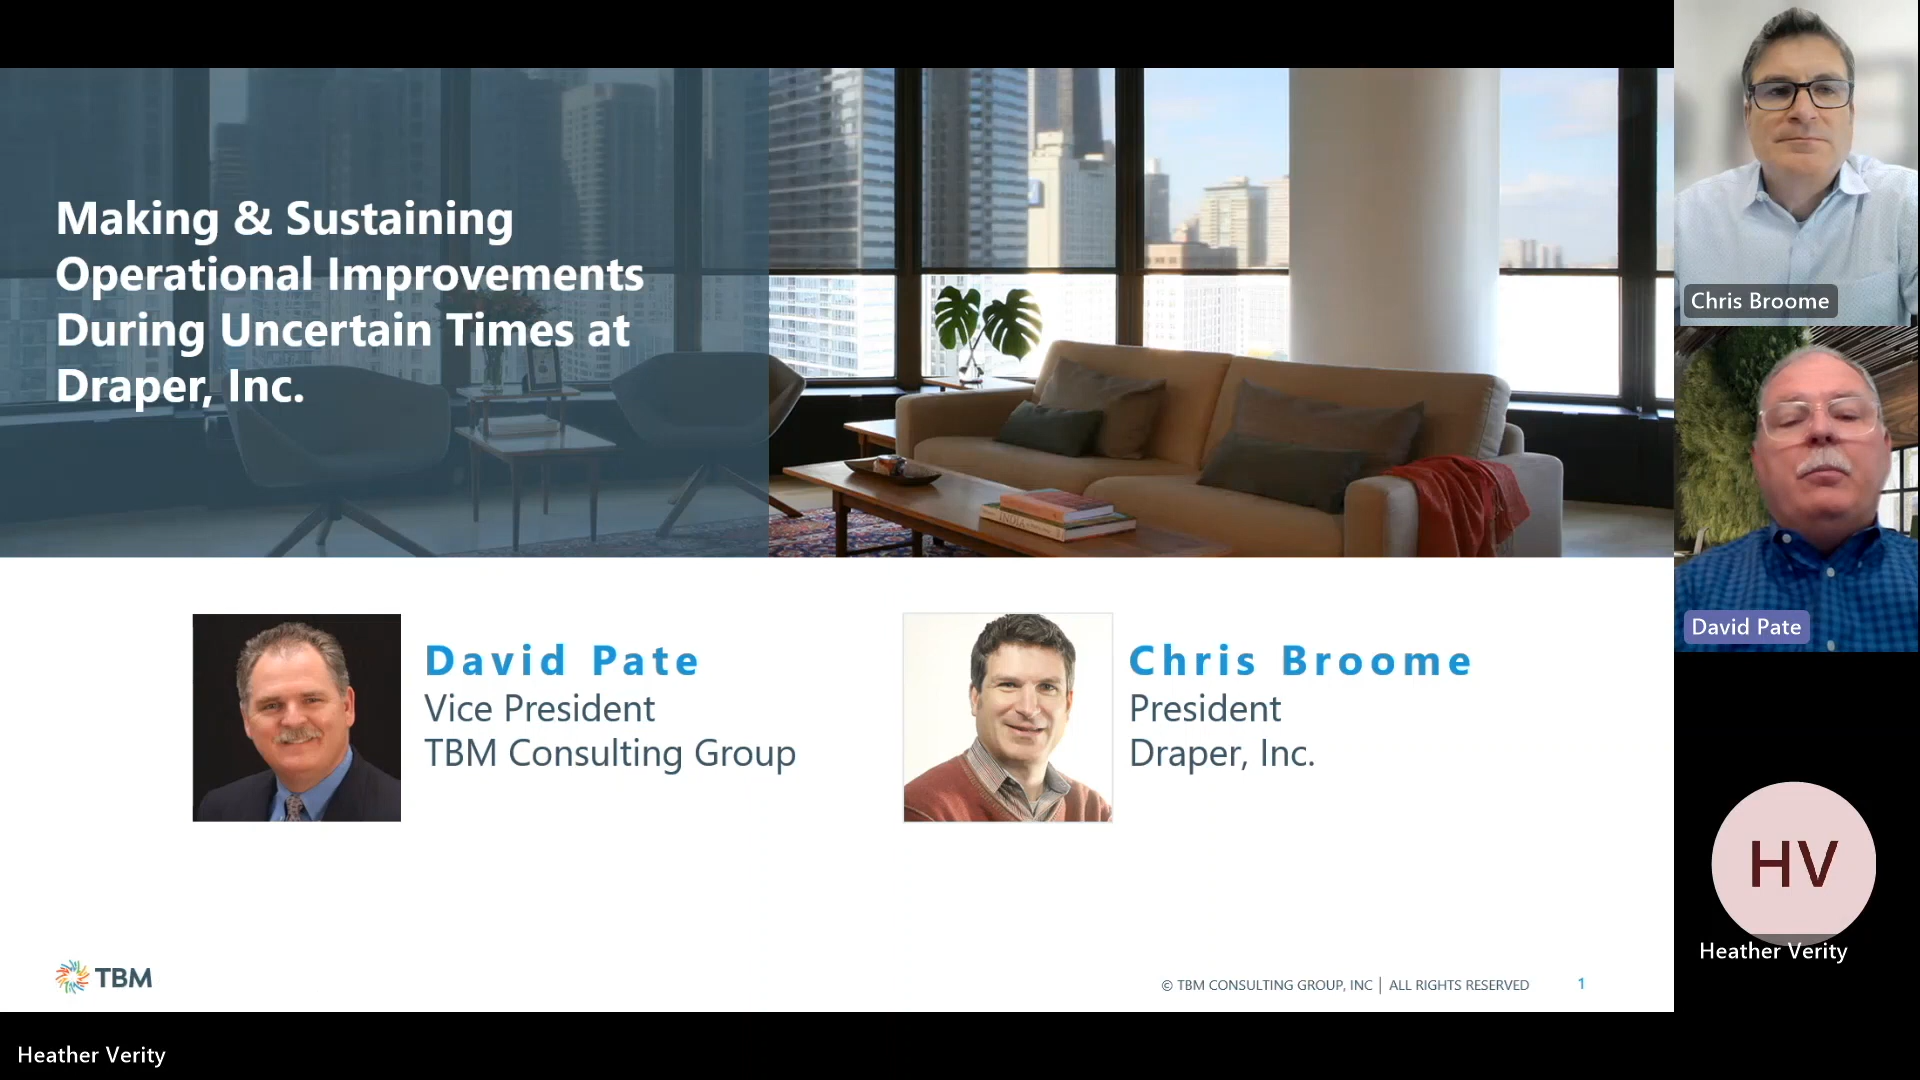 Making & Sustaining
Operational Improvements
During Uncertain Times at
Draper, Inc.
INDIA
David Pate
Vice President
TBM Consulting Group
Chris Broome
President
Draper, Inc.
TBM
© TBM CONSULTING GROUP, INC | ALL RIGHTS RESERVED
1
Chris Broome
David Pate
HV
Heather Verity
Heather Verity